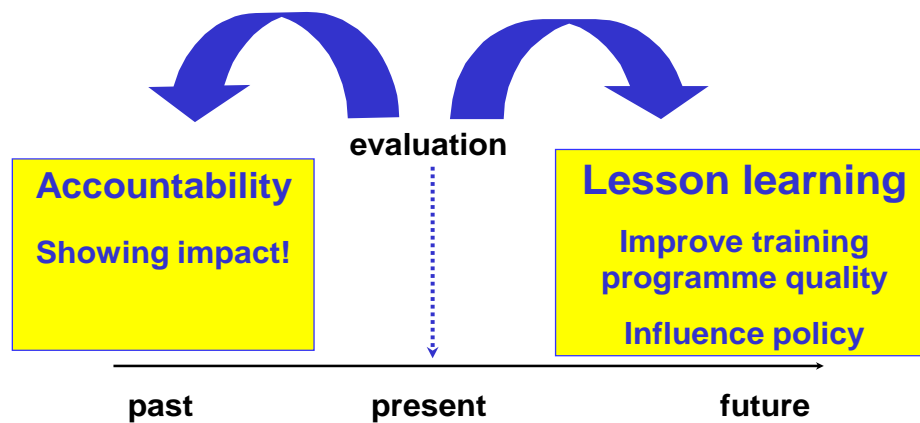 evaluation
Accountability
Showing impact!
Lesson learning
Improve training
programme quality
Influence policy
past
present
future